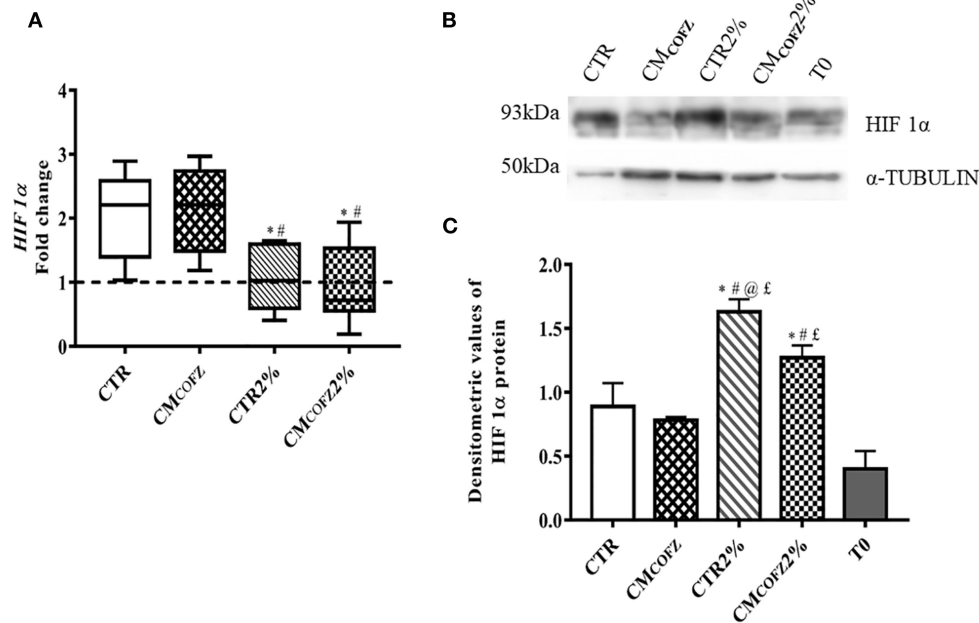 A
HIF 1α
Fold change
4
3
2
1
0
* #
* #
CTR
CMCOFZ
CTR2%
CMCOFZ2%
B
CTR
CMCOFZ
CTR2%
CMCOFZ2%
T0
93kDa
HIF 1α
50kDa
α-TUBULIN
C
Densitometric values of
HIF 1α protein
2.0
1.5
1.0
0.5
0.0
* # @ £
* # £
CTR
CMCOFZ
CTR2%
CMCOFZ2%
T0